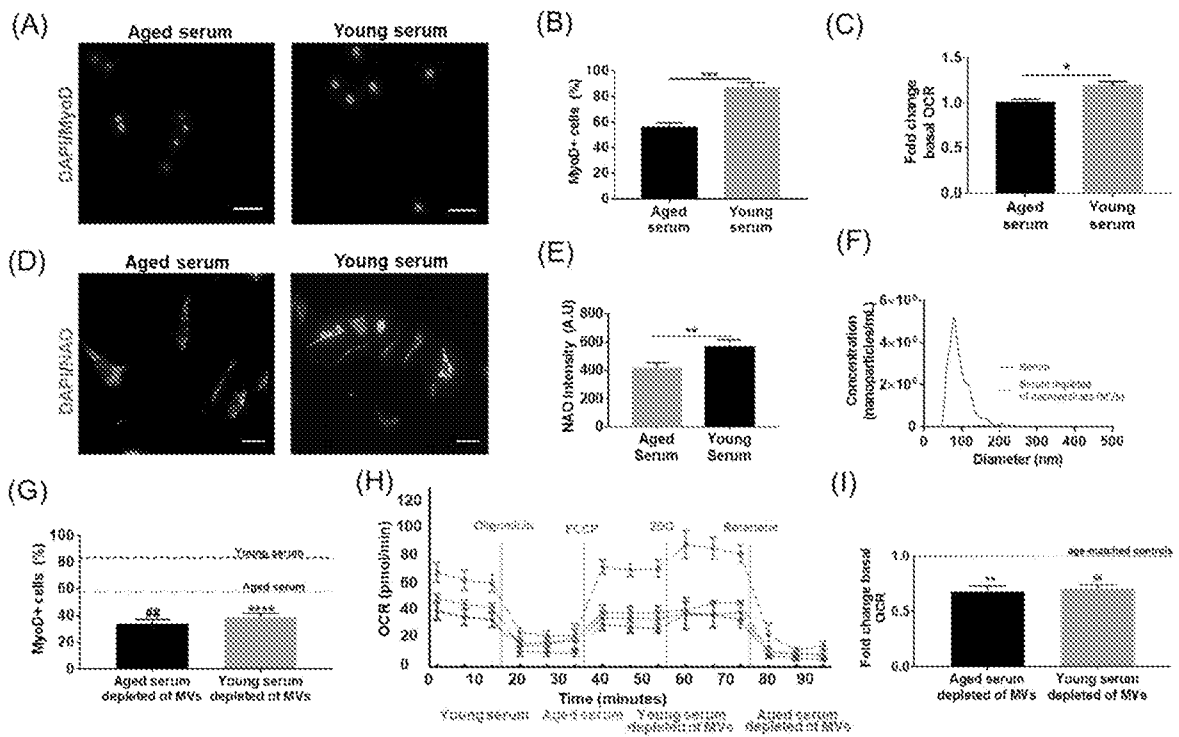 (A)
Aged serum
Young serum
DAPI/MyoD
(B)
MyoD+ cells (%)
100
80
60
40
20
0
***
Aged serum
Young serum
(C)
Fold change basal OCR
1.5
1.0
0.5
0.0
*
Aged serum
Young serum
(D)
Aged serum
Young serum
DAPI/NAO
(E)
NAO Intensity (A.U)
800
600
400
200
0
**
Aged Serum
Young Serum
(F)
Concentration (nanoparticles/mL)
0
0
100
200
300
400
500
Diameter (nm)
Serum
Serum depleted
(G)
MyoD+ cells (%)
100
80
60
40
20
0
Young serum
Aged serum
##
****
Aged serum depleted of MVs
Young serum depleted of MVs
(H)
OCR (pmol/min)
120
100
80
60
40
20
0
Oligomycin
FCCP
2DG
Rotenone
0
10
20
30
40
50
60
70
80
90
Time (minutes)
Young serum
Aged serum
Young serum depleted of MVs
Aged serum depleted of MVs
(I)
Fold change basal OCR
1.0
0.5
0.0
age-matched controls
**
Aged serum depleted of MVs
Young serum depleted of MVs